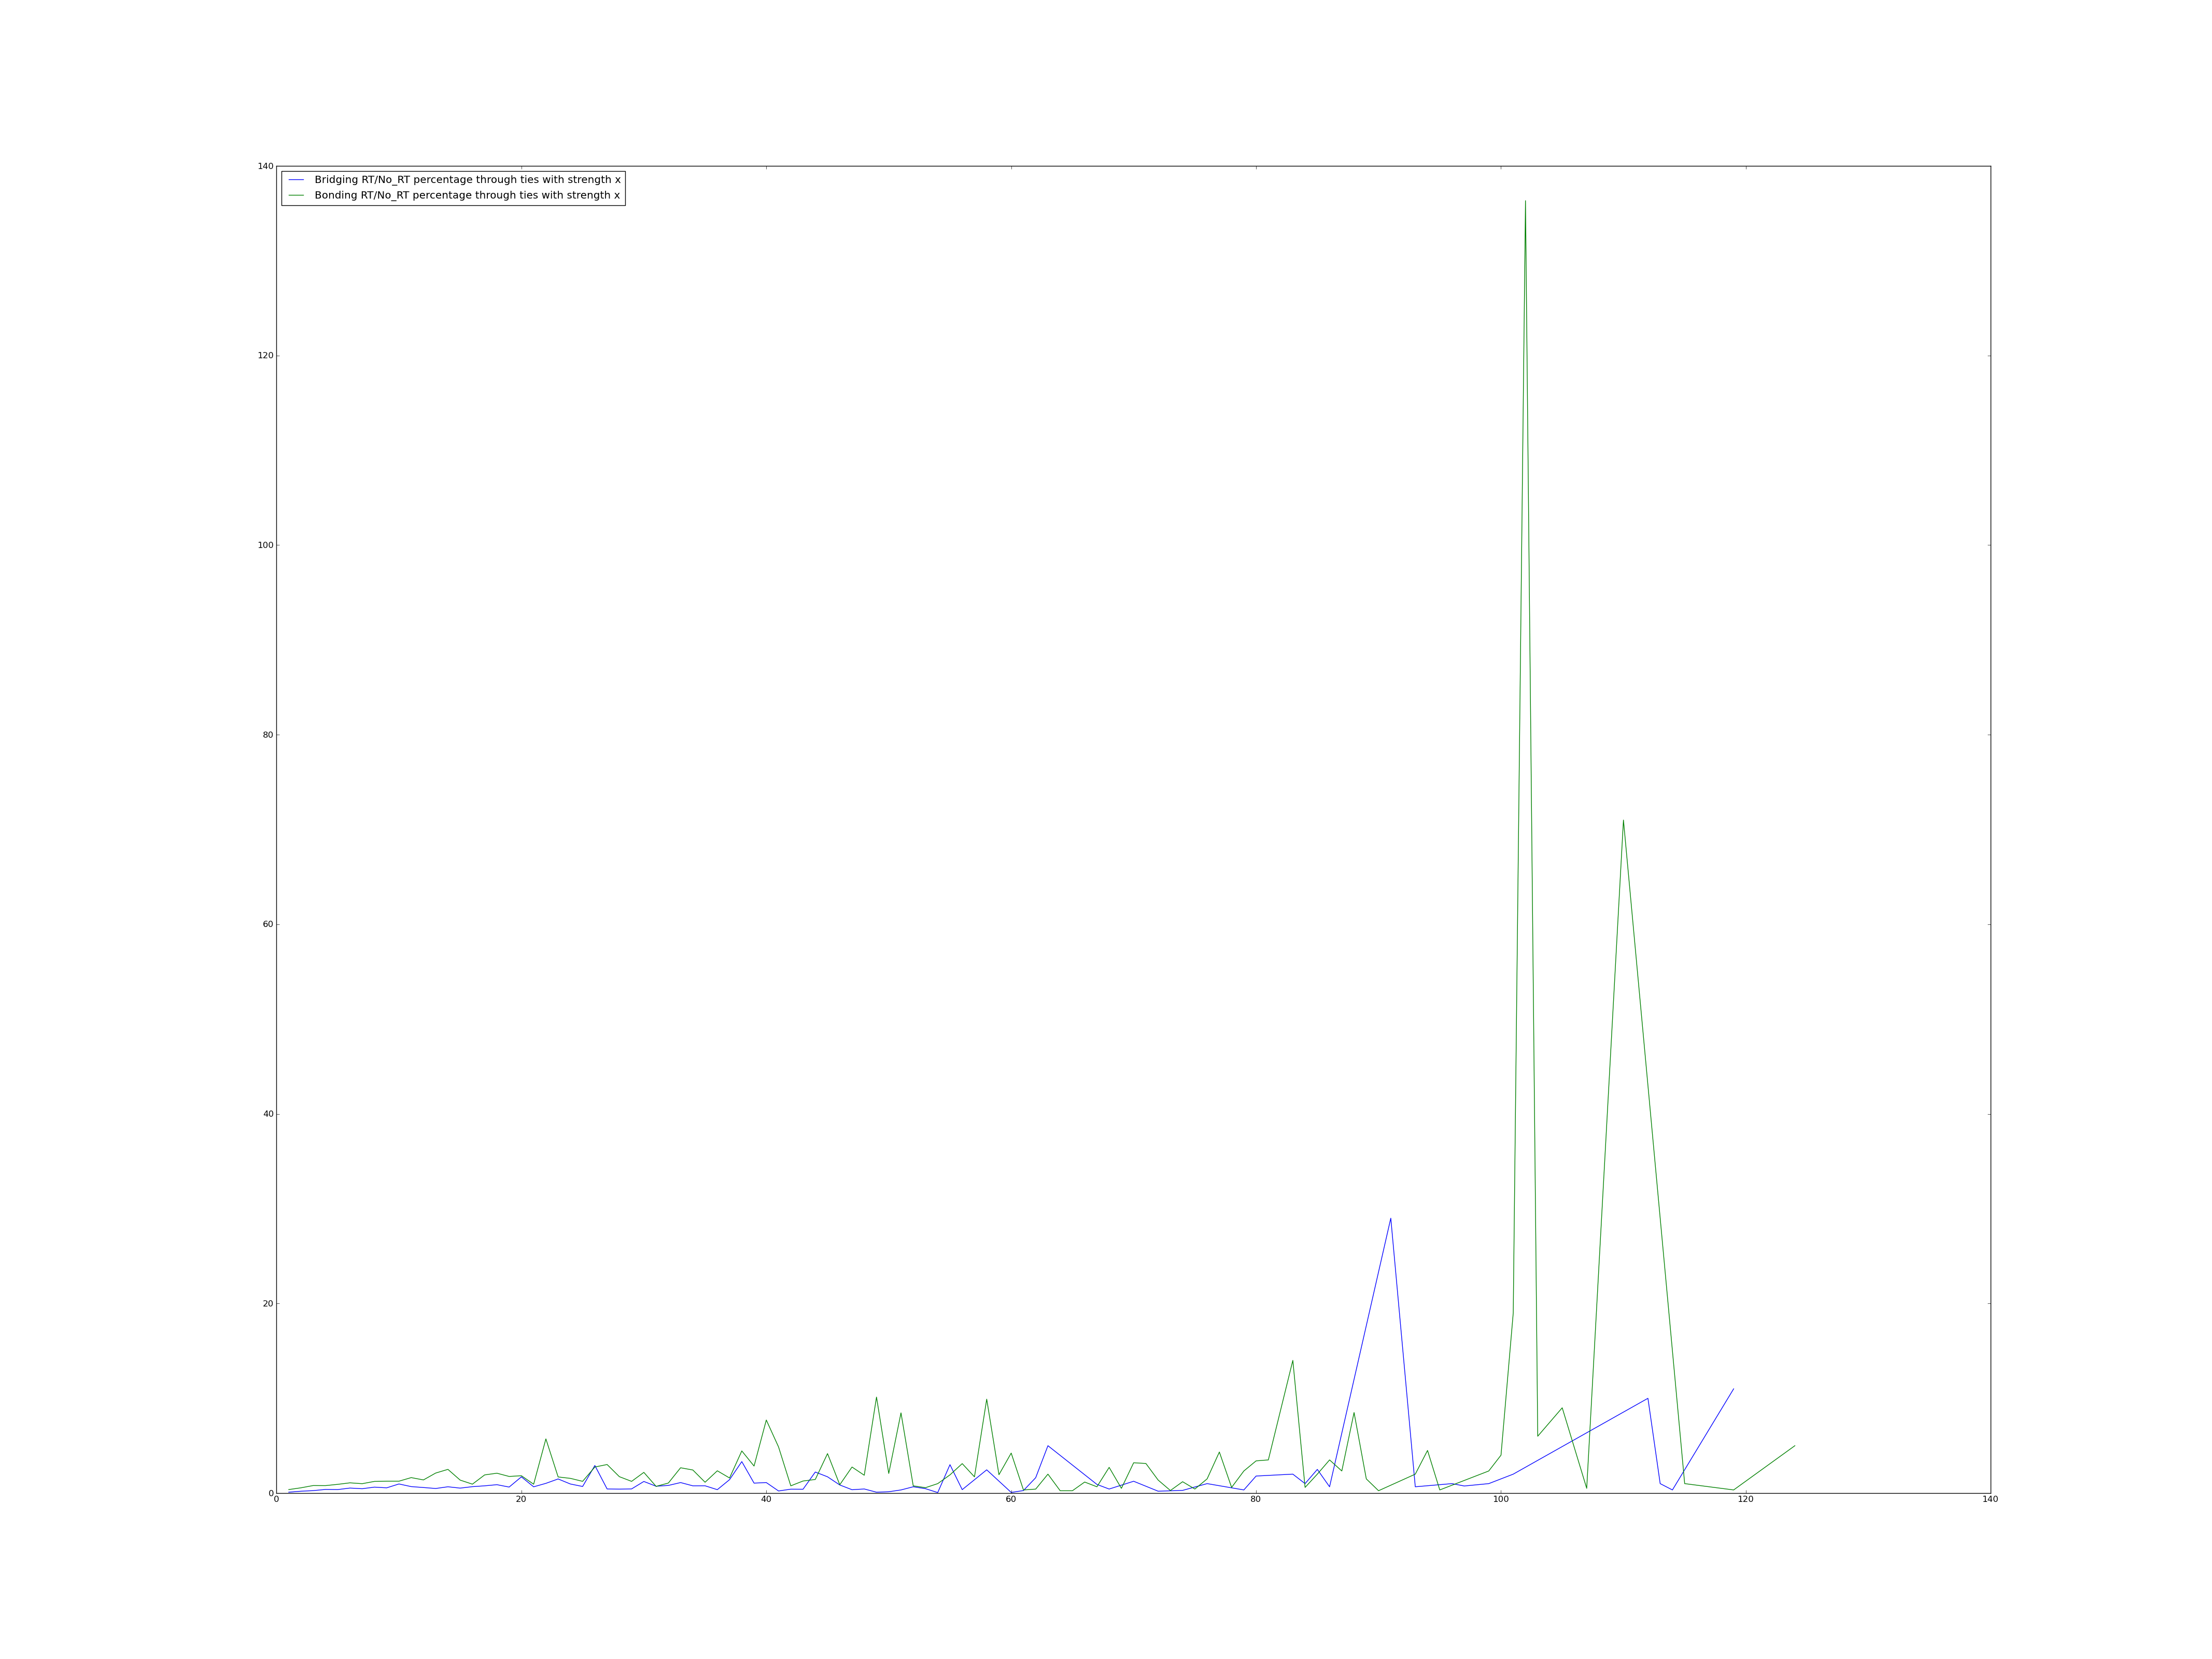 140
Bridging RT/No_RT percentage through ties with strength x
Bonding RT/No_RT percentage through ties with strength x
120
100
80
60
40
20
0
0 20 40 60 80 100 120 140